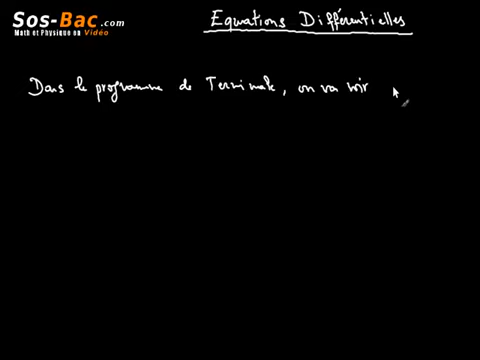 Sos-Bac.com
Math et Physique en Vidéo
Equations Différentielles
Dans le programme de Terminale, on va voir